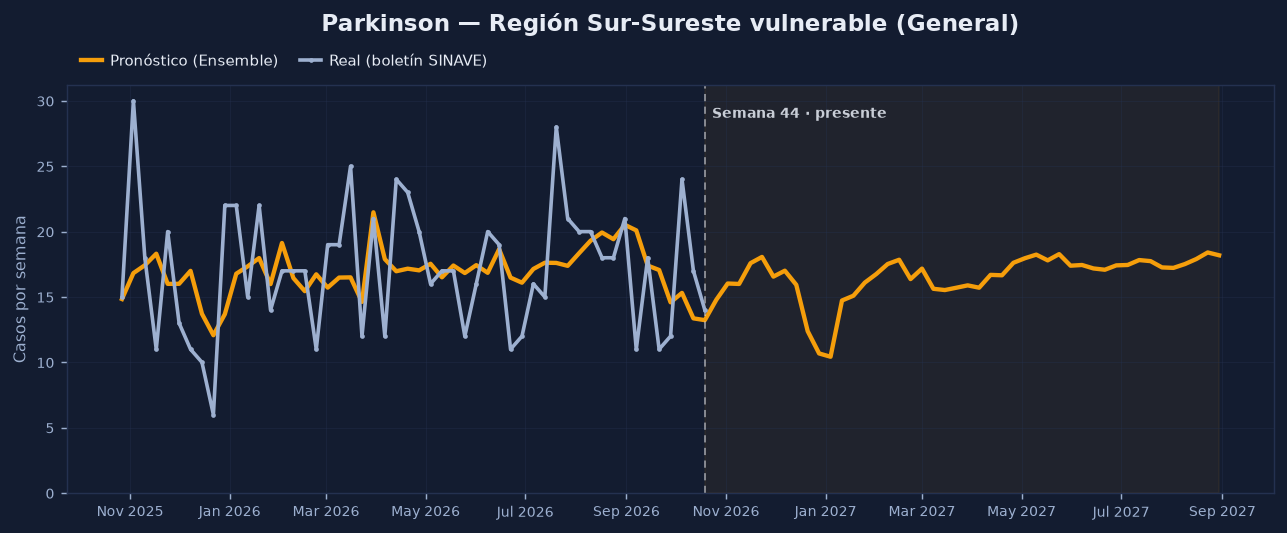 Parkinson — Región Sur-Sureste vulnerable (General)
Pronóstico (Ensemble)
Real (boletín SINAVE)
Semana 44 · presente
Casos por semana
30
25
20
15
10
5
0
Nov 2025
Jan 2026
Mar 2026
May 2026
Jul 2026
Sep 2026
Nov 2026
Jan 2027
Mar 2027
May 2027
Jul 2027
Sep 2027